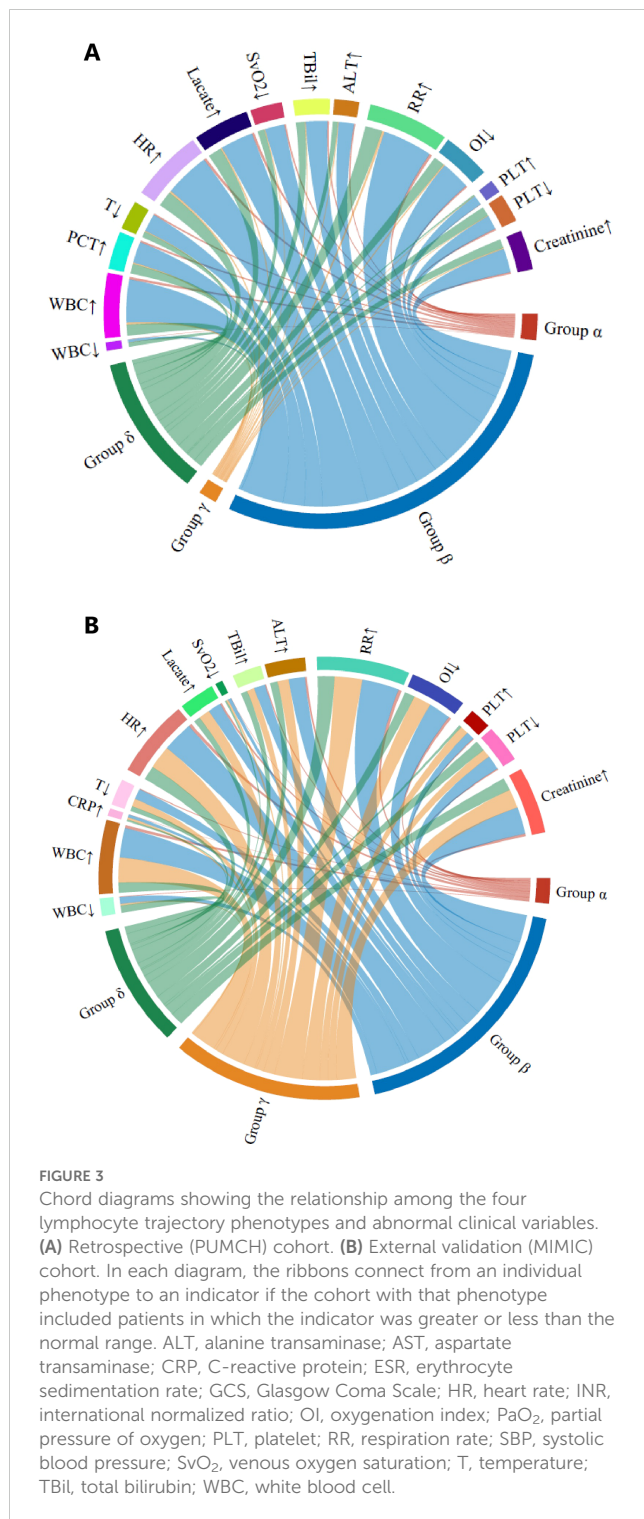 A
Lacate↑
SvO2↓
TBil↑
ALT↑
RR↑
OI↓
PLT↑
PLT↓
Creatinine↑
HR↑
T↓
PCT↑
WBC↑
WBC↓
Group α
Group δ
Group γ
Group β
B
Lacate↑
SvO2↓
TBil↑
ALT↑
RR↑
OI↓
PLT↑
PLT↓
Creatinine↑
HR↑
T↓
CRP↑
WBC↑
WBC↓
Group α
Group δ
Group γ
Group β
FIGURE 3
Chord diagrams showing the relationship among the four
lymphocyte trajectory phenotypes and abnormal clinical variables.
(A) Retrospective (PUMCH) cohort. (B) External validation (MIMIC)
cohort. In each diagram, the ribbons connect from an individual
phenotype to an indicator if the cohort with that phenotype
included patients in which the indicator was greater or less than the
normal range. ALT, alanine transaminase; AST, aspartate
transaminase; CRP, C-reactive protein; ESR, erythrocyte
sedimentation rate; GCS, Glasgow Coma Scale; HR, heart rate; INR,
international normalized ratio; OI, oxygenation index; PaO₂, partial
pressure of oxygen; PLT, platelet; RR, respiration rate; SBP, systolic
blood pressure; SvO₂, venous oxygen saturation; T, temperature;
TBil, total bilirubin; WBC, white blood cell.